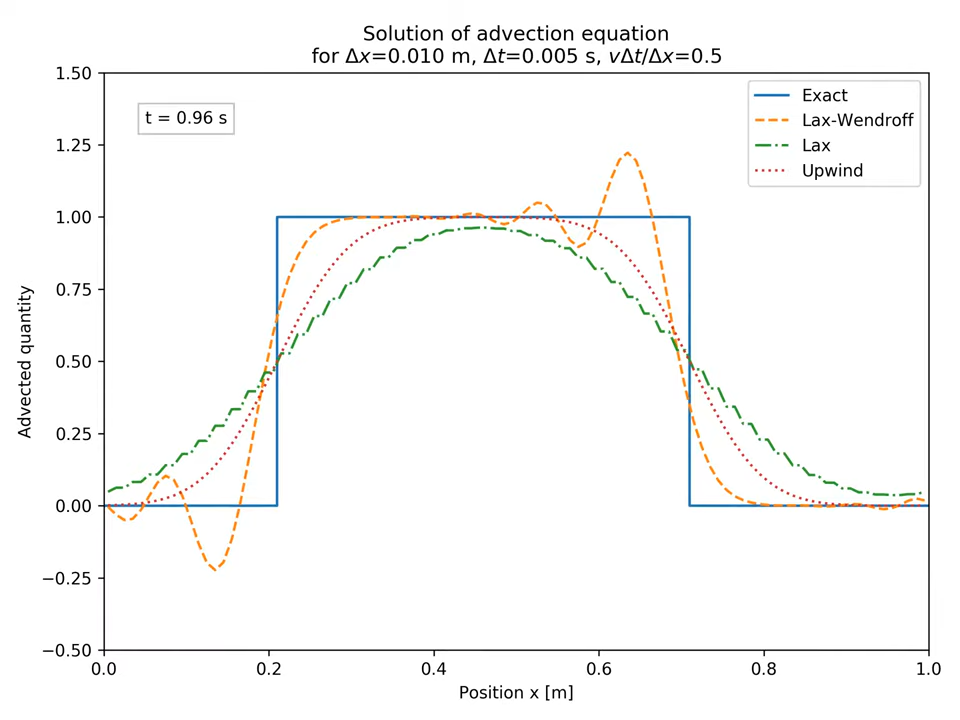 Solution of advection equation
for Δx=0.010 m, Δt=0.005 s, vΔt/Δx=0.5
t = 0.96 s
Exact
Lax-Wendroff
Lax
Upwind
1.50
1.25
1.00
0.75
0.50
0.25
0.00
−0.25
−0.50
Advected quantity
0.0 0.2 0.4 0.6 0.8 1.0
Position x [m]